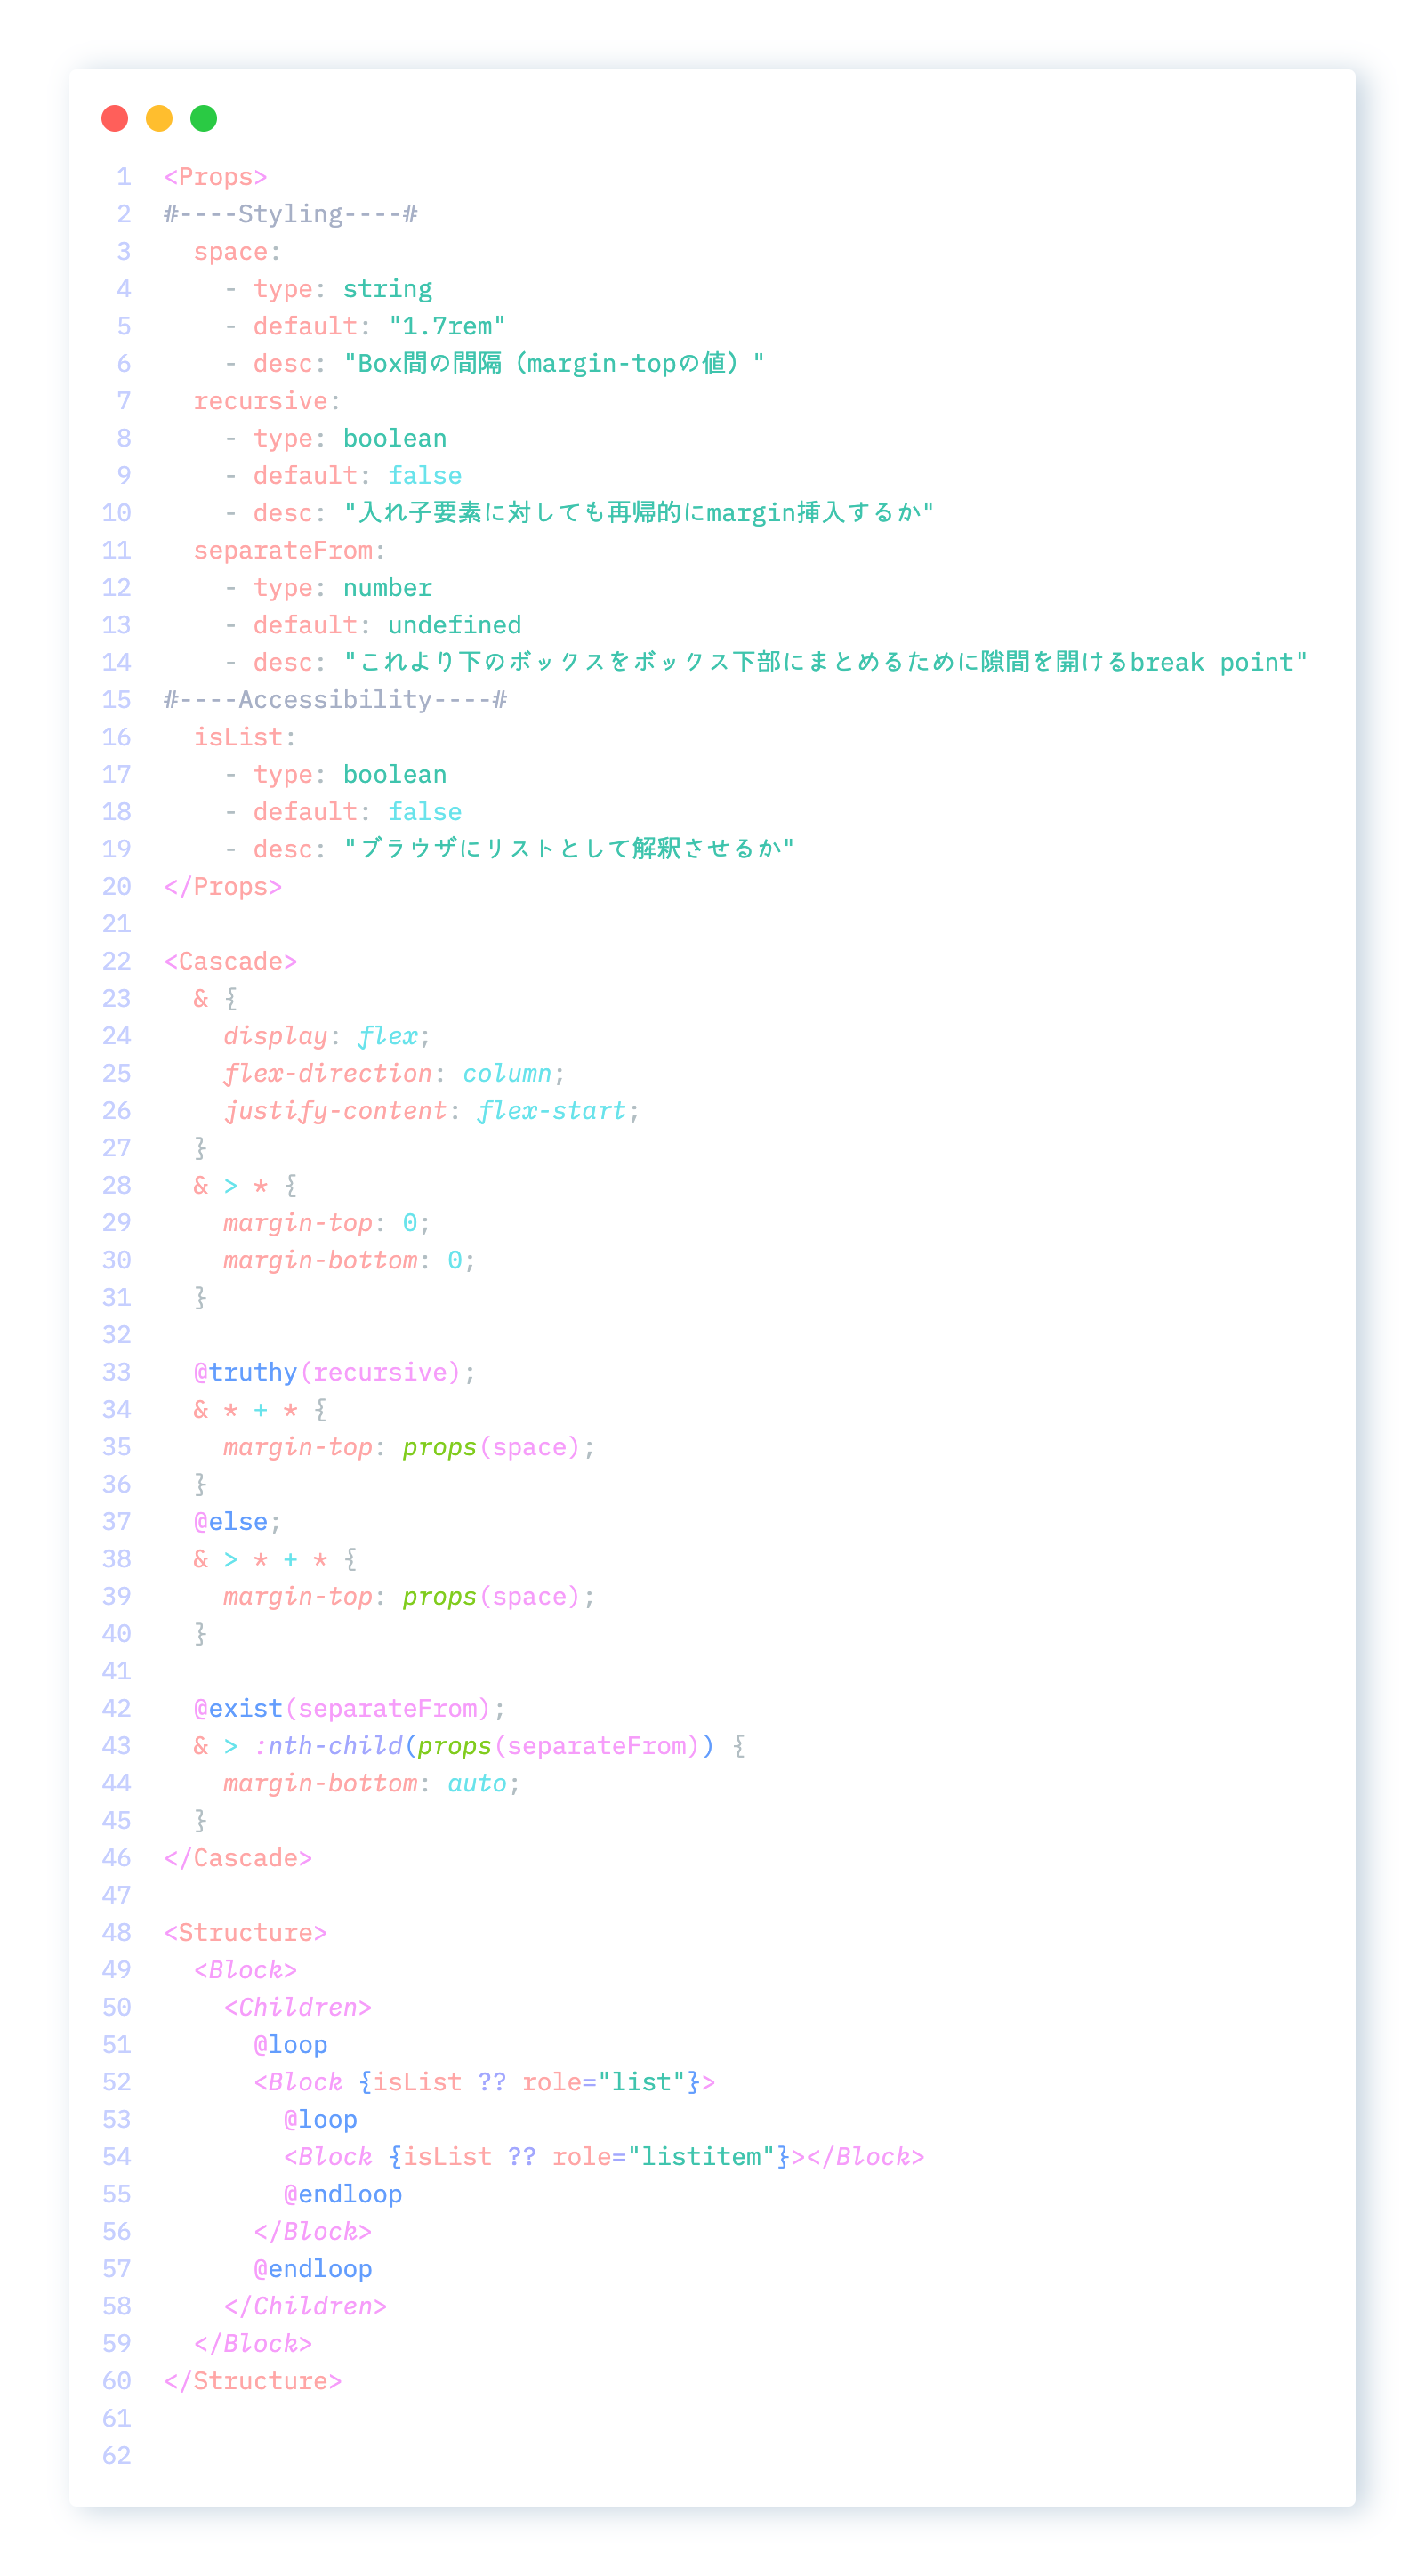 1 <Props>
2 #----Styling----#
3   space:
4     - type: string
5     - default: "1.7rem"
6     - desc: "Box間の間隔（margin-topの値）"
7   recursive:
8     - type: boolean
9     - default: false
10     - desc: "入れ子要素に対しても再帰的にmargin挿入するか"
11   separateFrom:
12     - type: number
13     - default: undefined
14     - desc: "これより下のボックスをボックス下部にまとめるために隙間を開けるbreak point"
15 #----Accessibility----#
16   isList:
17     - type: boolean
18     - default: false
19     - desc: "ブラウザにリストとして解釈させるか"
20 </Props>
21
22 <Cascade>
23   & {
24     display: flex;
25     flex-direction: column;
26     justify-content: flex-start;
27   }
28   & > * {
29     margin-top: 0;
30     margin-bottom: 0;
31   }
32
33   @truthy(recursive);
34   & * + * {
35     margin-top: props(space);
36   }
37   @else;
38   & > * + * {
39     margin-top: props(space);
40   }
41
42   @exist(separateFrom);
43   & > :nth-child(props(separateFrom)) {
44     margin-bottom: auto;
45   }
46 </Cascade>
47
48 <Structure>
49   <Block>
50     <Children>
51       @loop
52       <Block {isList ?? role="list"}>
53         @loop
54         <Block {isList ?? role="listitem"}></Block>
55         @endloop
56       </Block>
57       @endloop
58     </Children>
59   </Block>
60 </Structure>
61
62